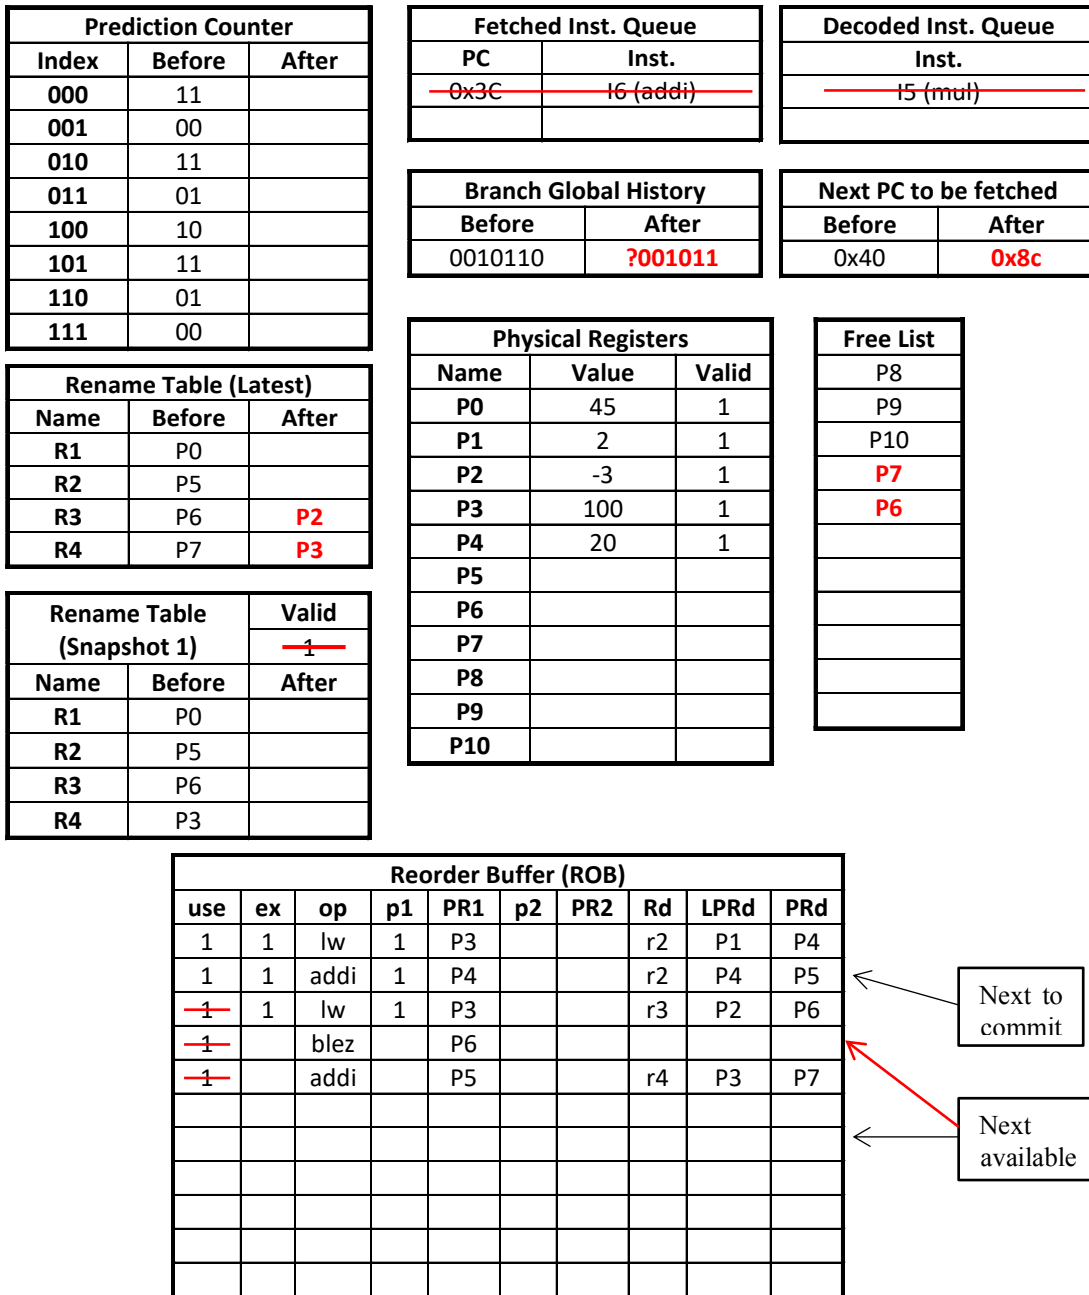 Prediction Counter
Index Before After
000 11
001 00
010 11
011 01
100 10
101 11
110 01
111 00
Fetched Inst. Queue
PC Inst.
0x3C I6 (addi)
Decoded Inst. Queue
Inst.
I5 (mul)
Branch Global History
Before After
0010110 ?001011
Next PC to be fetched
Before After
0x40 0x8c
Rename Table (Latest)
Name Before After
R1 P0
R2 P5
R3 P6 P2
R4 P7 P3
Physical Registers
Name Value Valid
P0 45 1
P1 2 1
P2 -3 1
P3 100 1
P4 20 1
P5
P6
P7
P8
P9
P10
Free List
P8
P9
P10
P7
P6
Rename Table Valid
(Snapshot 1) 1
Name Before After
R1 P0
R2 P5
R3 P6
R4 P3
Reorder Buffer (ROB)
use ex op p1 PR1 p2 PR2 Rd LPRd PRd
1 1 lw 1 P3 r2 P1 P4
1 1 addi 1 P4 r2 P4 P5
1 1 lw 1 P3 r3 P2 P6
1 blez P6
1 addi P5 r4 P3 P7
Next to
commit
Next
available